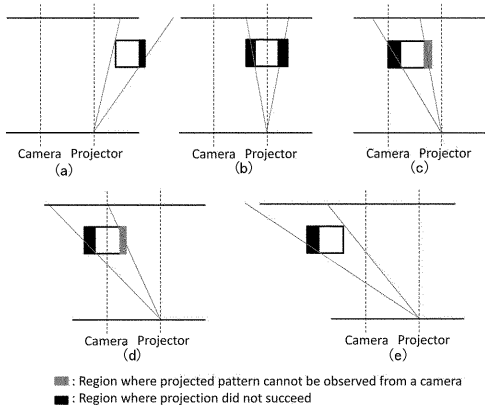 Camera Projector
(a)
Camera Projector
(b)
Camera Projector
(c)
Camera Projector
(d)
Camera Projector
(e)
: Region where projected pattern cannot be observed from a camera
: Region where projection did not succeed